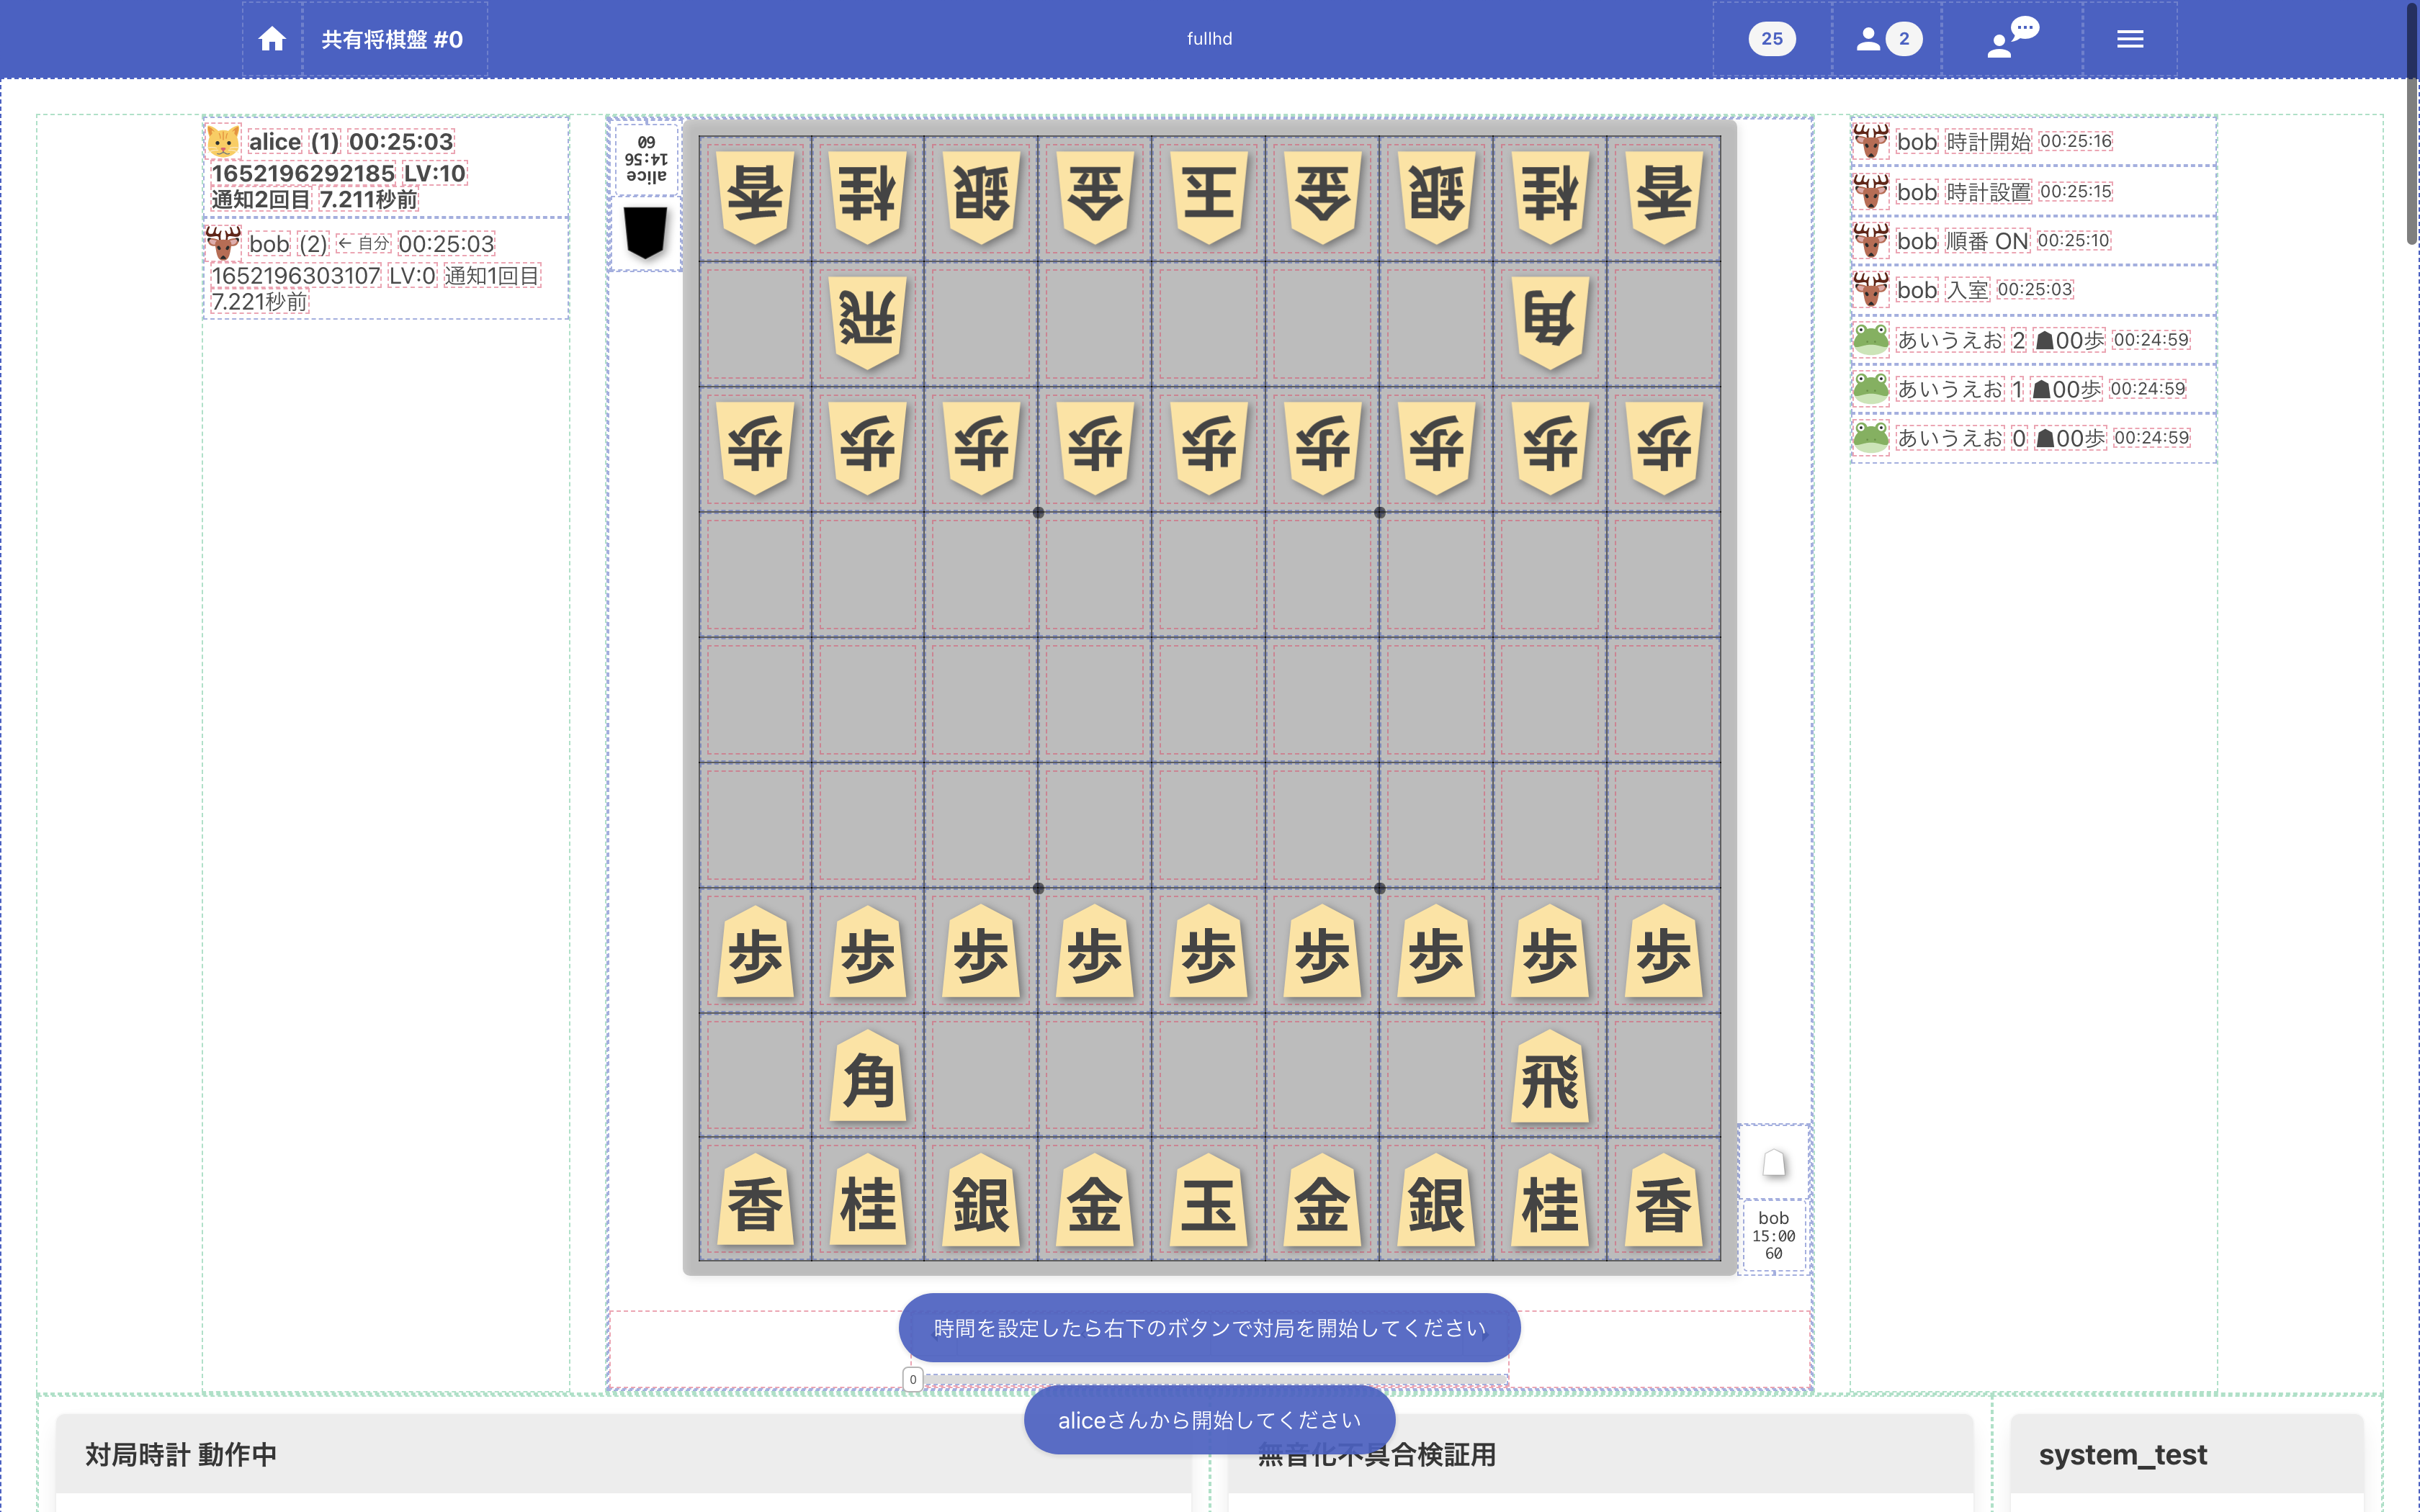 共有将棋盤 #0
fullhd
25
2
alice (1) 00:25:03
1652196292185 LV:10
通知2回目 7.211秒前
bob (2) ← 自分 00:25:03
1652196303107 LV:0 通知1回目
7.221秒前
alice
14:56
60
香 桂 銀 金 玉 金 銀 桂 香
飛 角
歩 歩 歩 歩 歩 歩 歩 歩 歩
歩 歩 歩 歩 歩 歩 歩 歩 歩
角 飛
香 桂 銀 金 玉 金 銀 桂 香
bob
15:00
60
bob 時計開始 00:25:16
bob 時計設置 00:25:15
bob 順番 ON 00:25:10
bob 入室 00:25:03
あいうえお 2 ☗00歩 00:24:59
あいうえお 1 ☗00歩 00:24:59
あいうえお 0 ☗00歩 00:24:59
時間を設定したら右下のボタンで対局を開始してください
0
aliceさんから開始してください
対局時計 動作中
無音化不具合検証用
system_test